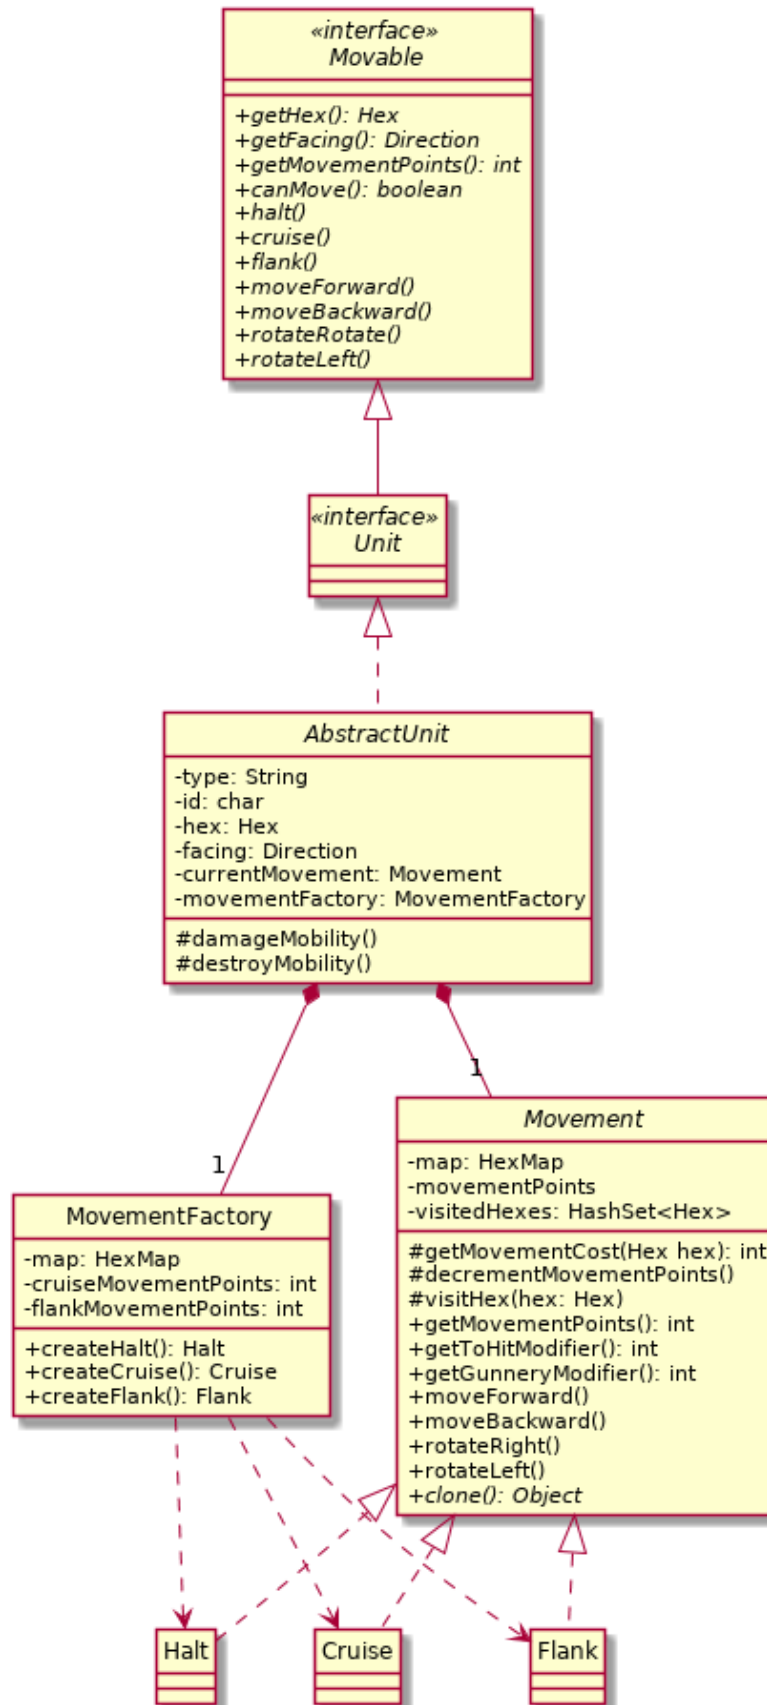 «interface»
Movable
+getHex(): Hex
+getFacing(): Direction
+getMovementPoints(): int
+canMove(): boolean
+halt()
+cruise()
+flank()
+moveForward()
+moveBackward()
+rotateRotate()
+rotateLeft()
«interface»
Unit
AbstractUnit
-type: String
-id: char
-hex: Hex
-facing: Direction
-currentMovement: Movement
-movementFactory: MovementFactory
#damageMobility()
#destroyMobility()
1
1
MovementFactory
-map: HexMap
-cruiseMovementPoints: int
-flankMovementPoints: int
+createHalt(): Halt
+createCruise(): Cruise
+createFlank(): Flank
Movement
-map: HexMap
-movementPoints
-visitedHexes: HashSet<Hex>
#getMovementCost(Hex hex): int
#decrementMovementPoints()
#visitHex(hex: Hex)
+getMovementPoints(): int
+getToHitModifier(): int
+getGunneryModifier(): int
+moveForward()
+moveBackward()
+rotateRight()
+rotateLeft()
+clone(): Object
Halt
Cruise
Flank